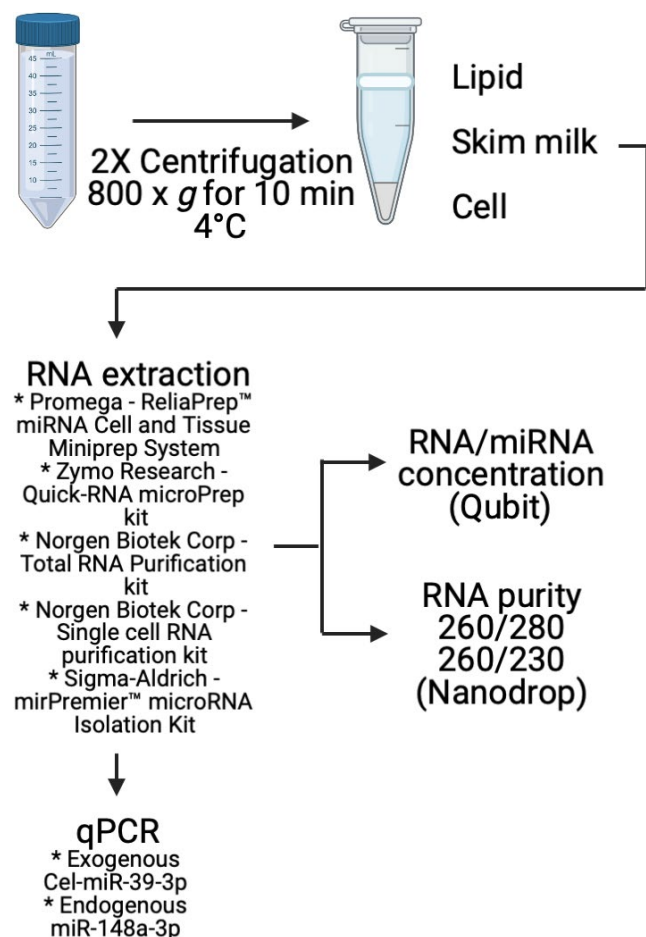 mL
45
40
35
30
25
20
15
10
2X Centrifugation
800 x g for 10 min
4°C
Lipid
Skim milk
Cell
RNA extraction
* Promega - ReliaPrep™
miRNA Cell and Tissue
Miniprep System
* Zymo Research -
Quick-RNA microPrep
kit
* Norgen Biotek Corp -
Total RNA Purification
kit
* Norgen Biotek Corp -
Single cell RNA
purification kit
* Sigma-Aldrich -
mirPremier™ microRNA
Isolation Kit
RNA/miRNA
concentration
(Qubit)
RNA purity
260/280
260/230
(Nanodrop)
qPCR
* Exogenous
Cel-miR-39-3p
* Endogenous
miR-148a-3p